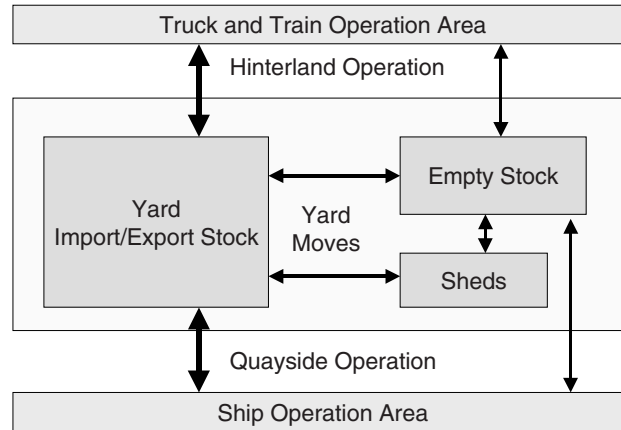 Truck and Train Operation Area
Hinterland Operation
Yard
Import/Export Stock
Empty Stock
Yard
Moves
Sheds
Quayside Operation
Ship Operation Area